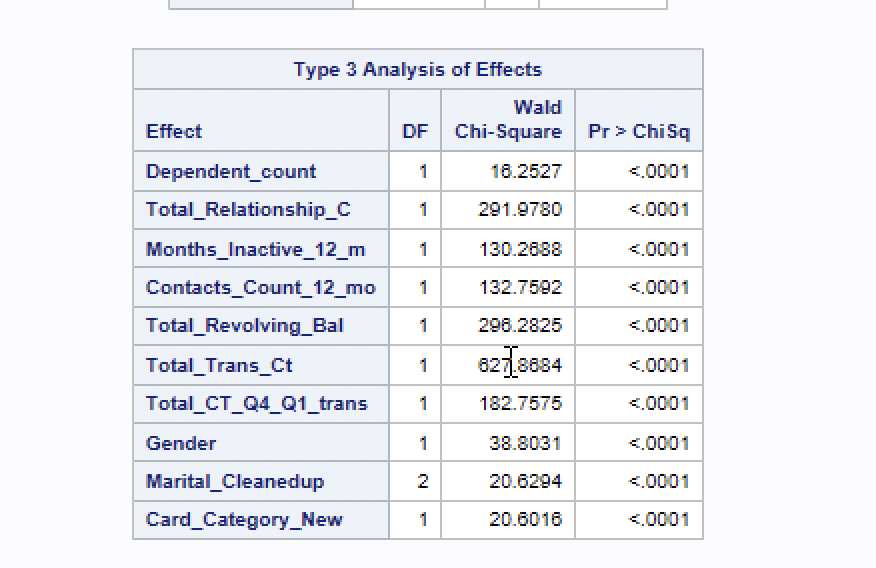 Type 3 Analysis of Effects
Wald
Effect DF Chi-Square Pr > ChiSq
Dependent_count 1 16.2527 <.0001
Total_Relationship_C 1 291.9780 <.0001
Months_Inactive_12_m 1 130.2688 <.0001
Contacts_Count_12_mo 1 132.7592 <.0001
Total_Revolving_Bal 1 296.2825 <.0001
Total_Trans_Ct 1 627.8684 <.0001
Total_CT_Q4_Q1_trans 1 182.7575 <.0001
Gender 1 38.8031 <.0001
Marital_Cleanedup 2 20.6294 <.0001
Card_Category_New 1 20.6016 <.0001